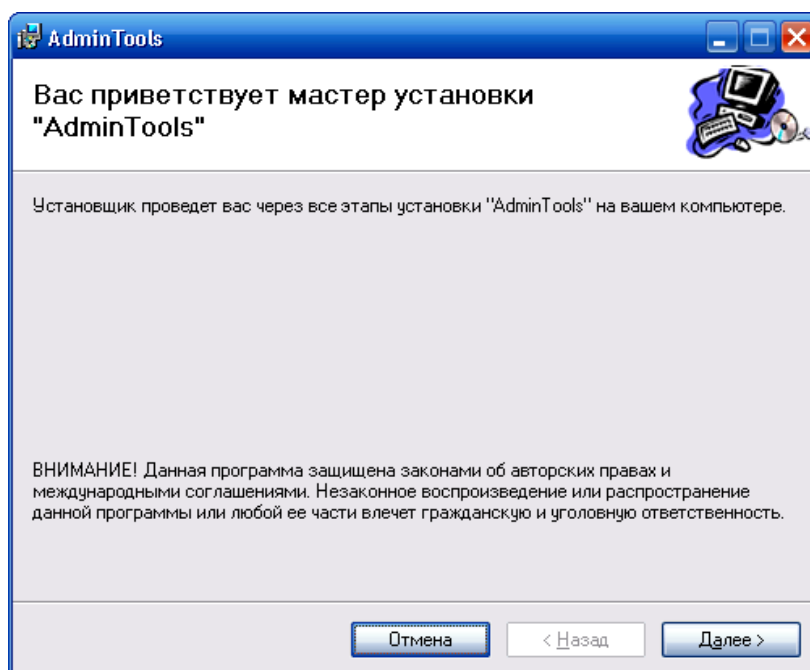 AdminTools
Вас приветствует мастер установки
"AdminTools"
Установщик проведет вас через все этапы установки "AdminTools" на вашем компьютере.
ВНИМАНИЕ! Данная программа защищена законами об авторских правах и
международными соглашениями. Незаконное воспроизведение или распространение
данной программы или любой ее части влечет гражданскую и уголовную ответственность.
Отмена
< Назад
Далее >